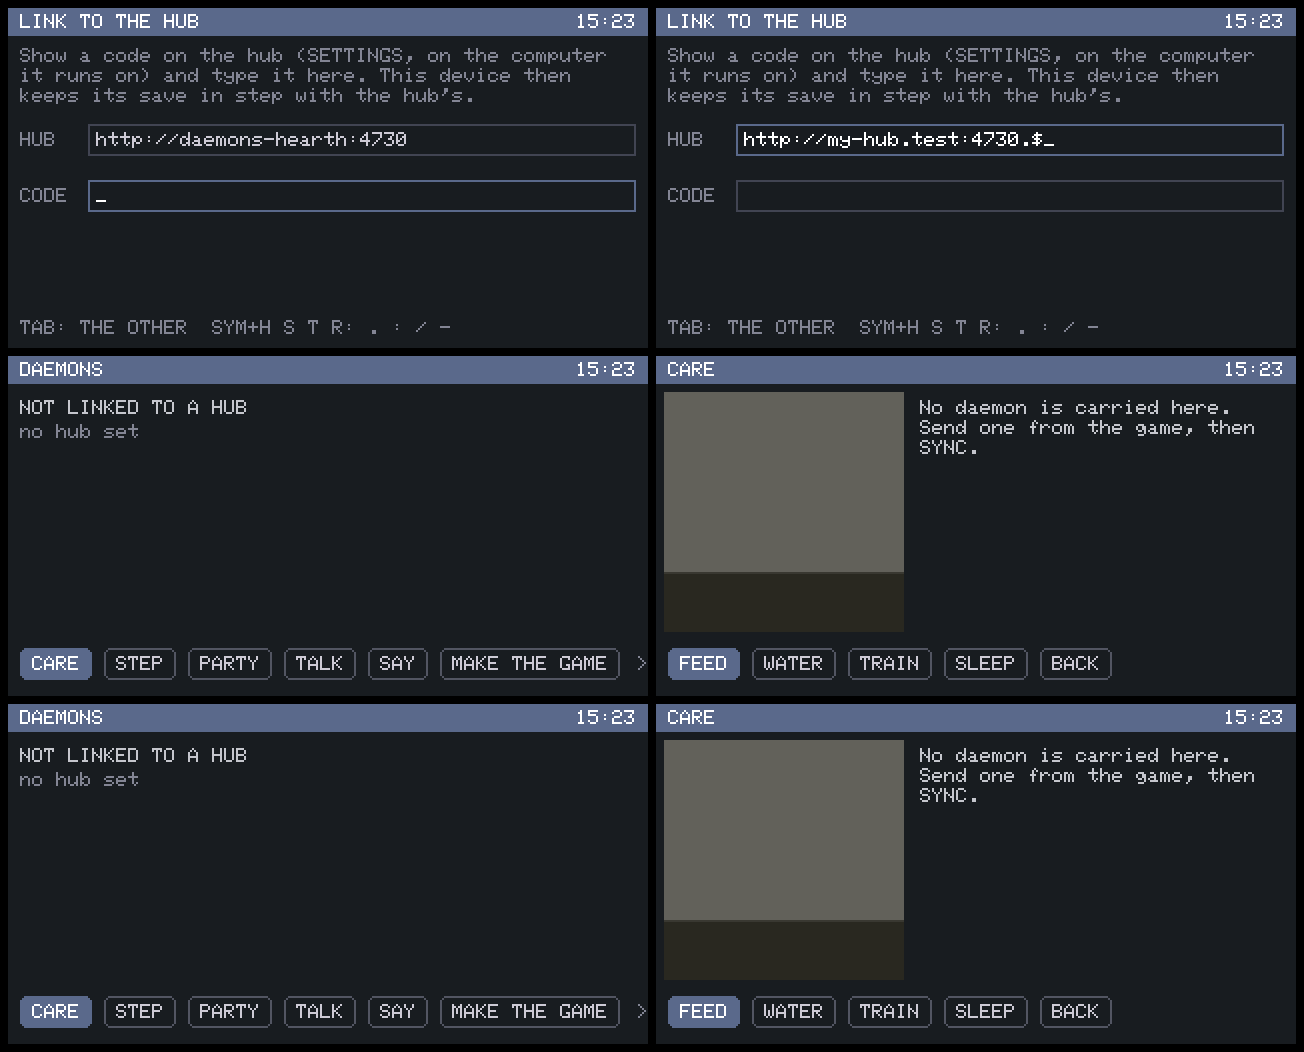 LINK TO THE HUB 15:23
Show a code on the hub (SETTINGS, on the computer
it runs on) and type it here. This device then
keeps its save in step with the hub's.
HUB http://daemons-hearth:4730
CODE _
TAB: THE OTHER SYM+H S T R: . : / -
LINK TO THE HUB 15:23
Show a code on the hub (SETTINGS, on the computer
it runs on) and type it here. This device then
keeps its save in step with the hub's.
HUB http://my-hub.test:4730.$_
CODE
TAB: THE OTHER SYM+H S T R: . : / -
DAEMONS 15:23
NOT LINKED TO A HUB
no hub set
CARE STEP PARTY TALK SAY MAKE THE GAME >
CARE 15:23
No daemon is carried here.
Send one from the game, then
SYNC.
FEED WATER TRAIN SLEEP BACK
DAEMONS 15:23
NOT LINKED TO A HUB
no hub set
CARE STEP PARTY TALK SAY MAKE THE GAME >
CARE 15:23
No daemon is carried here.
Send one from the game, then
SYNC.
FEED WATER TRAIN SLEEP BACK